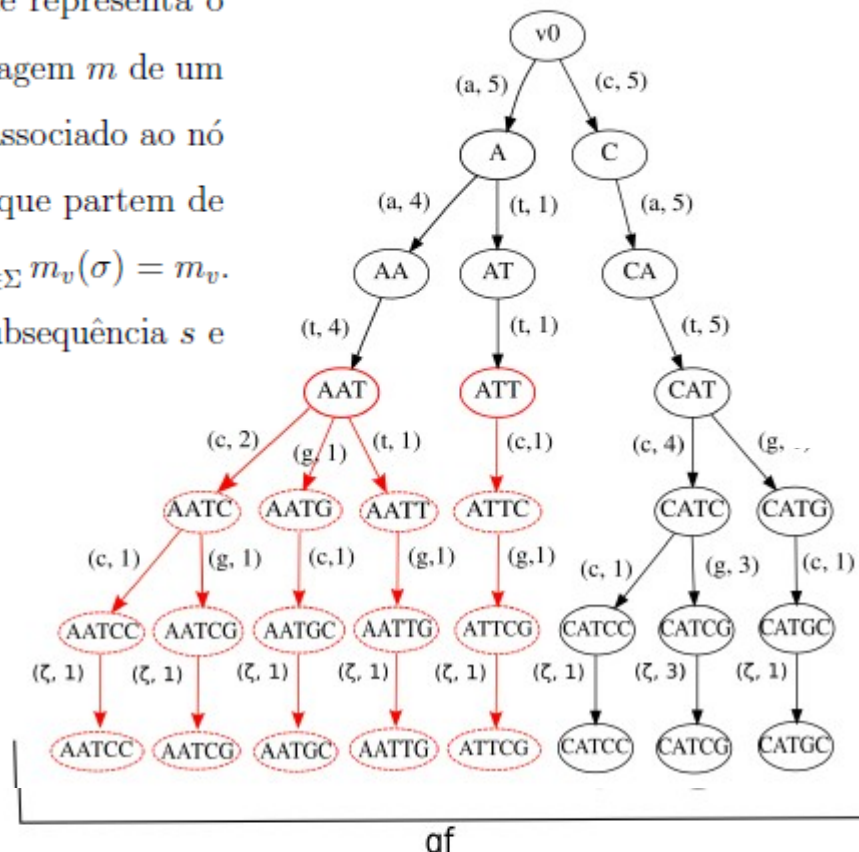 e representa o
agem m de um
ssociado ao nó
que partem de
∈Σ mᵥ(σ) = mᵥ.
ubsequência s e
v0
(a, 5) (c, 5)
A C
(a, 4) (t, 1) (a, 5)
AA AT CA
(t, 4) (t, 1) (t, 5)
AAT ATT CAT
(c, 2) (g, 1) (t, 1) (c,1) (c, 4) (g,
AATC AATG AATT ATTC CATC CATG
(c, 1) (g, 1) (c,1) (g,1) (g,1) (c, 1) (g, 3) (c, 1)
AATCC AATCG AATGC AATTG ATTCG CATCC CATCG CATGC
(ζ, 1) (ζ, 1) (ζ, 1) (ζ, 1) (ζ, 1) (ζ, 1) (ζ, 3) (ζ, 1)
AATCC AATCG AATGC AATTG ATTCG CATCC CATCG CATGC
gf